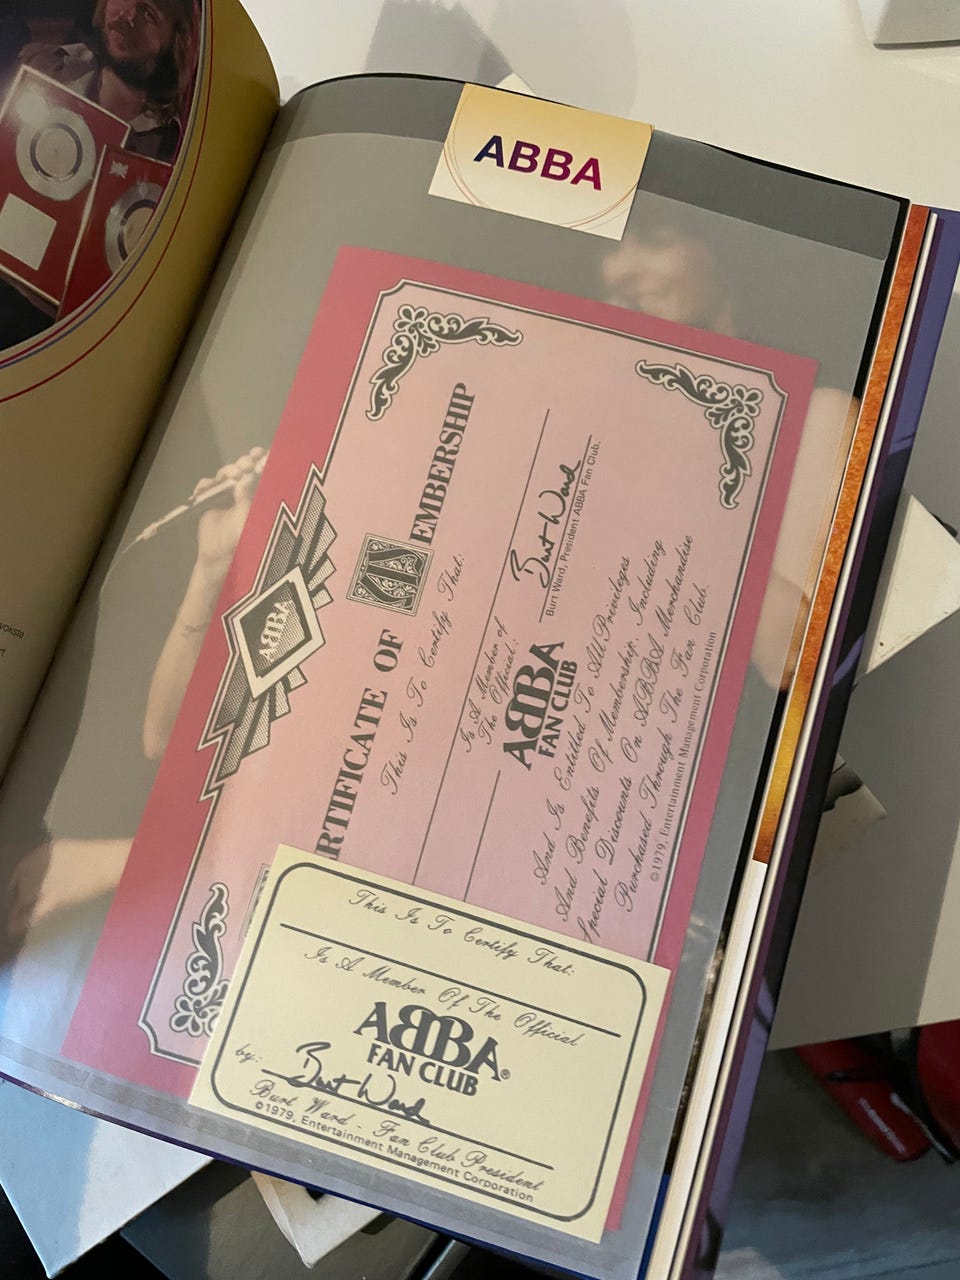 ABBA
ABBA
CERTIFICATE OF MEMBERSHIP
This Is To Certify That:
Is A Member of
The Official:
ABBA
FAN CLUB
Burt Ward
Burt Ward, President ABBA Fan Club.
And Is Entitled To All Privileges
And Benefits Of Membership, Including
Special Discounts On ABBA Merchandise
Purchased Through The Fan Club.
©1979, Entertainment Management Corporation
This Is To Certify That:
Is A Member Of The Official
ABBA®
FAN CLUB
by:
Burt Ward
Burt Ward - Fan Club President
©1979, Entertainment Management Corporation